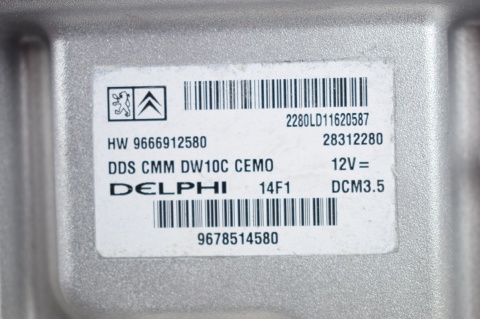 2280LD11620587
HW 9666912580 28312280
DDS CMM DW10C CEMO 12V=
DELPHI 14F1 DCM3.5
9678514580